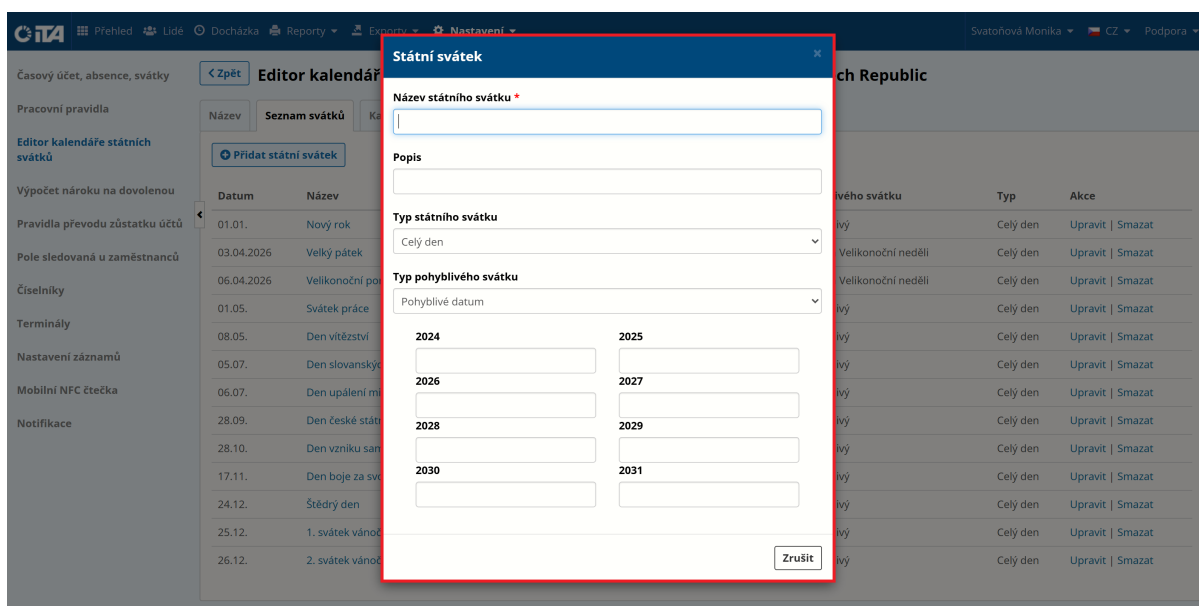 iTA Přehled Lidé Docházka Reporty Exporty Nastavení Svatoňová Monika CZ Podpora
Časový účet, absence, svátky
Pracovní pravidla
Editor kalendáře státních
svátků
Výpočet nároku na dovolenou
Pravidla převodu zůstatku účtů
Pole sledovaná u zaměstnanců
Číselníky
Terminály
Nastavení záznamů
Mobilní NFC čtečka
Notifikace
Zpět Editor kalendář ch Republic
Název Seznam svátků Ka
Přidat státní svátek
Datum Název ivého svátku Typ Akce
01.01. Nový rok ivý Celý den Upravit | Smazat
03.04.2026 Velký pátek Velikonoční neděli Celý den Upravit | Smazat
06.04.2026 Velikonoční po Velikonoční neděli Celý den Upravit | Smazat
01.05. Svátek práce ivý Celý den Upravit | Smazat
08.05. Den vítězství ivý Celý den Upravit | Smazat
05.07. Den slovanskýc ivý Celý den Upravit | Smazat
06.07. Den upálení mi ivý Celý den Upravit | Smazat
28.09. Den české stát ivý Celý den Upravit | Smazat
28.10. Den vzniku sam ivý Celý den Upravit | Smazat
17.11. Den boje za svo ivý Celý den Upravit | Smazat
24.12. Štědrý den ivý Celý den Upravit | Smazat
25.12. 1. svátek vánoč ivý Celý den Upravit | Smazat
26.12. 2. svátek vánoč ivý Celý den Upravit | Smazat
Státní svátek ×
Název státního svátku *
Popis
Typ státního svátku
Celý den
Typ pohyblivého svátku
Pohyblivé datum
2024 2025
2026 2027
2028 2029
2030 2031
Zrušit